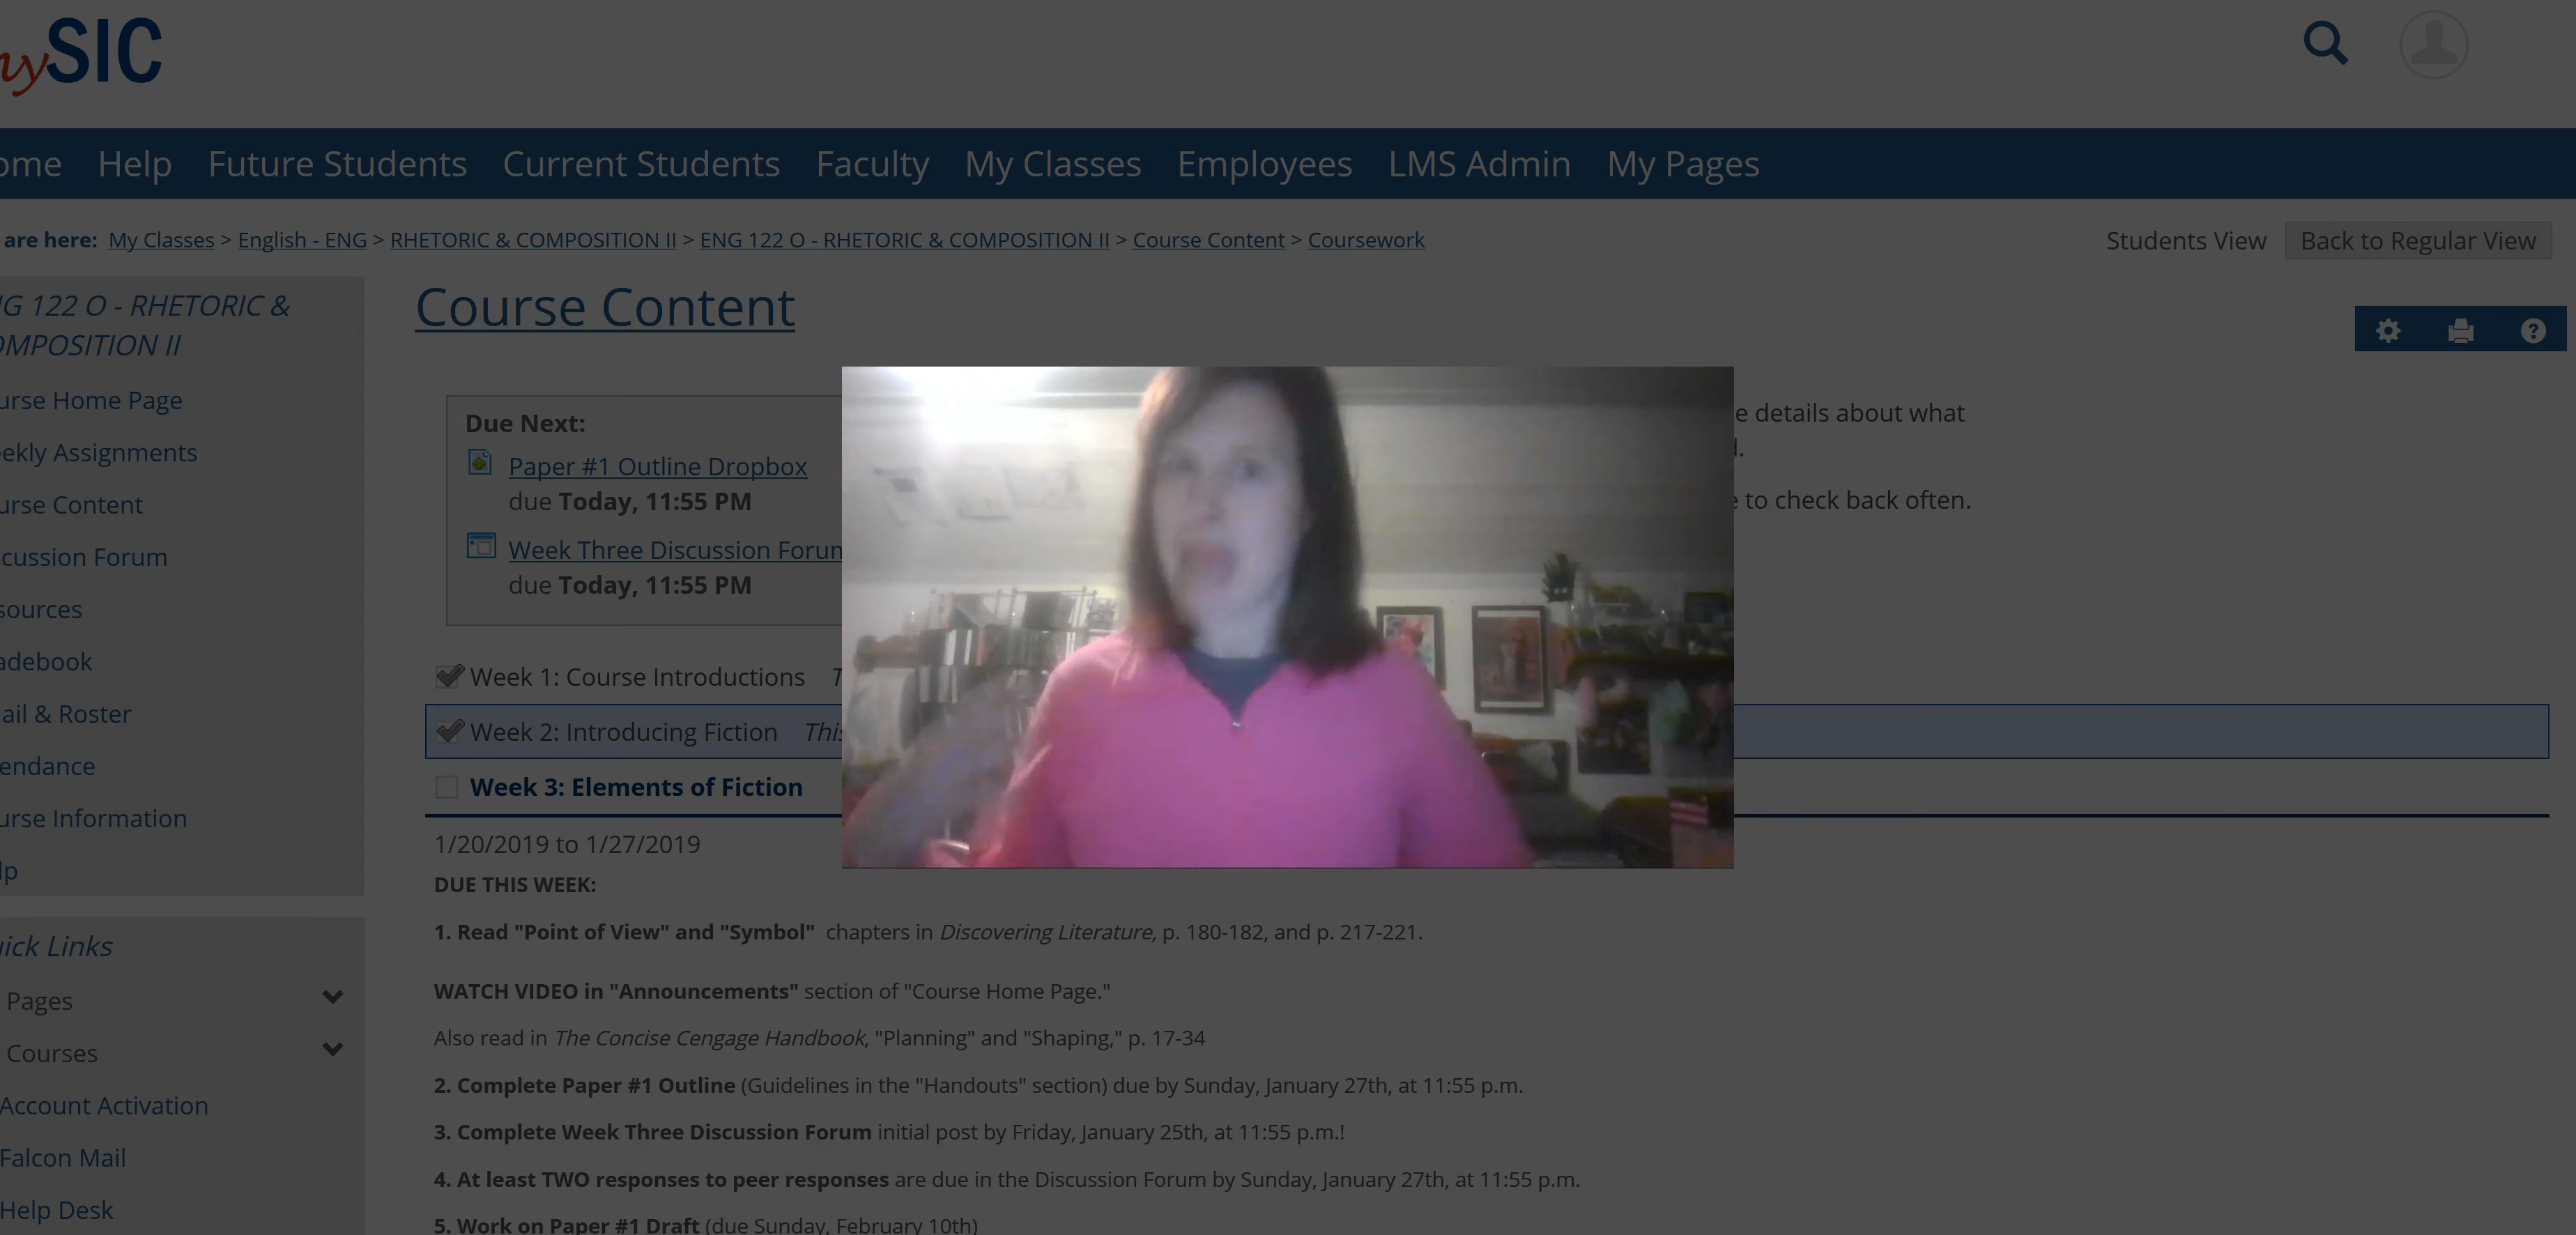 mySIC
Help Future Students Current Students Faculty My Classes Employees LMS Admin My Pages
are here: My Classes > English - ENG > RHETORIC & COMPOSITION II > ENG 122 O - RHETORIC & COMPOSITION II > Course Content > Coursework
Students View Back to Regular View
G 122 O - RHETORIC &
OMPOSITION II
urse Home Page
ekly Assignments
urse Content
cussion Forum
sources
adebook
ail & Roster
endance
urse Information
lp
ick Links
Pages
Courses
Account Activation
Falcon Mail
Help Desk
Course Content
Due Next:
Paper #1 Outline Dropbox
due Today, 11:55 PM
Week Three Discussion Forum
due Today, 11:55 PM
e details about what
e to check back often.
Week 1: Course Introductions
Week 2: Introducing Fiction This
Week 3: Elements of Fiction
1/20/2019 to 1/27/2019
DUE THIS WEEK:
1. Read "Point of View" and "Symbol" chapters in Discovering Literature, p. 180-182, and p. 217-221.
WATCH VIDEO in "Announcements" section of "Course Home Page."
Also read in The Concise Cengage Handbook, "Planning" and "Shaping," p. 17-34
2. Complete Paper #1 Outline (Guidelines in the "Handouts" section) due by Sunday, January 27th, at 11:55 p.m.
3. Complete Week Three Discussion Forum initial post by Friday, January 25th, at 11:55 p.m.!
4. At least TWO responses to peer responses are due in the Discussion Forum by Sunday, January 27th, at 11:55 p.m.
5. Work on Paper #1 Draft (due Sunday, February 10th)